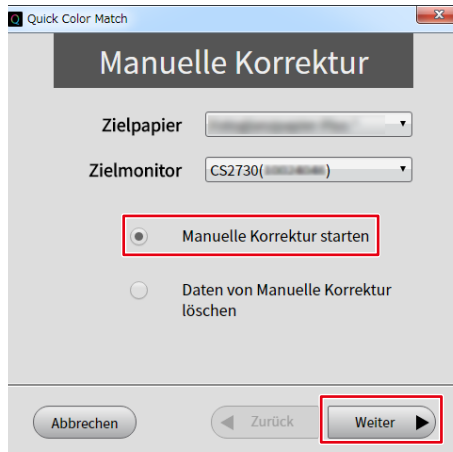 Quick Color Match
Manuelle Korrektur
Zielpapier
Zielmonitor CS2730( )
Manuelle Korrektur starten
Daten von Manuelle Korrektur
löschen
Abbrechen Zurück Weiter